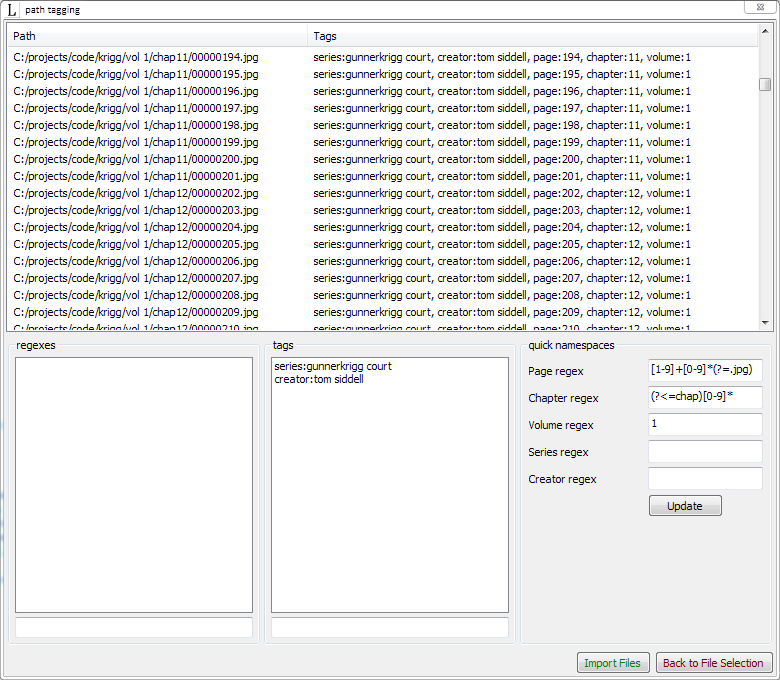 L path tagging
Path Tags
C:/projects/code/krigg/vol 1/chap11/00000194.jpg series:gunnerkrigg court, creator:tom siddell, page:194, chapter:11, volume:1
C:/projects/code/krigg/vol 1/chap11/00000195.jpg series:gunnerkrigg court, creator:tom siddell, page:195, chapter:11, volume:1
C:/projects/code/krigg/vol 1/chap11/00000196.jpg series:gunnerkrigg court, creator:tom siddell, page:196, chapter:11, volume:1
C:/projects/code/krigg/vol 1/chap11/00000197.jpg series:gunnerkrigg court, creator:tom siddell, page:197, chapter:11, volume:1
C:/projects/code/krigg/vol 1/chap11/00000198.jpg series:gunnerkrigg court, creator:tom siddell, page:198, chapter:11, volume:1
C:/projects/code/krigg/vol 1/chap11/00000199.jpg series:gunnerkrigg court, creator:tom siddell, page:199, chapter:11, volume:1
C:/projects/code/krigg/vol 1/chap11/00000200.jpg series:gunnerkrigg court, creator:tom siddell, page:200, chapter:11, volume:1
C:/projects/code/krigg/vol 1/chap11/00000201.jpg series:gunnerkrigg court, creator:tom siddell, page:201, chapter:11, volume:1
C:/projects/code/krigg/vol 1/chap12/00000202.jpg series:gunnerkrigg court, creator:tom siddell, page:202, chapter:12, volume:1
C:/projects/code/krigg/vol 1/chap12/00000203.jpg series:gunnerkrigg court, creator:tom siddell, page:203, chapter:12, volume:1
C:/projects/code/krigg/vol 1/chap12/00000204.jpg series:gunnerkrigg court, creator:tom siddell, page:204, chapter:12, volume:1
C:/projects/code/krigg/vol 1/chap12/00000205.jpg series:gunnerkrigg court, creator:tom siddell, page:205, chapter:12, volume:1
C:/projects/code/krigg/vol 1/chap12/00000206.jpg series:gunnerkrigg court, creator:tom siddell, page:206, chapter:12, volume:1
C:/projects/code/krigg/vol 1/chap12/00000207.jpg series:gunnerkrigg court, creator:tom siddell, page:207, chapter:12, volume:1
C:/projects/code/krigg/vol 1/chap12/00000208.jpg series:gunnerkrigg court, creator:tom siddell, page:208, chapter:12, volume:1
C:/projects/code/krigg/vol 1/chap12/00000209.jpg series:gunnerkrigg court, creator:tom siddell, page:209, chapter:12, volume:1
C:/projects/code/krigg/vol 1/chap12/00000210.jpg series:gunnerkrigg court, creator:tom siddell, page:210, chapter:12, volume:1
regexes tags quick namespaces
series:gunnerkrigg court
creator:tom siddell
Page regex [1-9]+[0-9]*(?=.jpg)
Chapter regex (?<=chap)[0-9]*
Volume regex 1
Series regex
Creator regex
Update
Import Files Back to File Selection